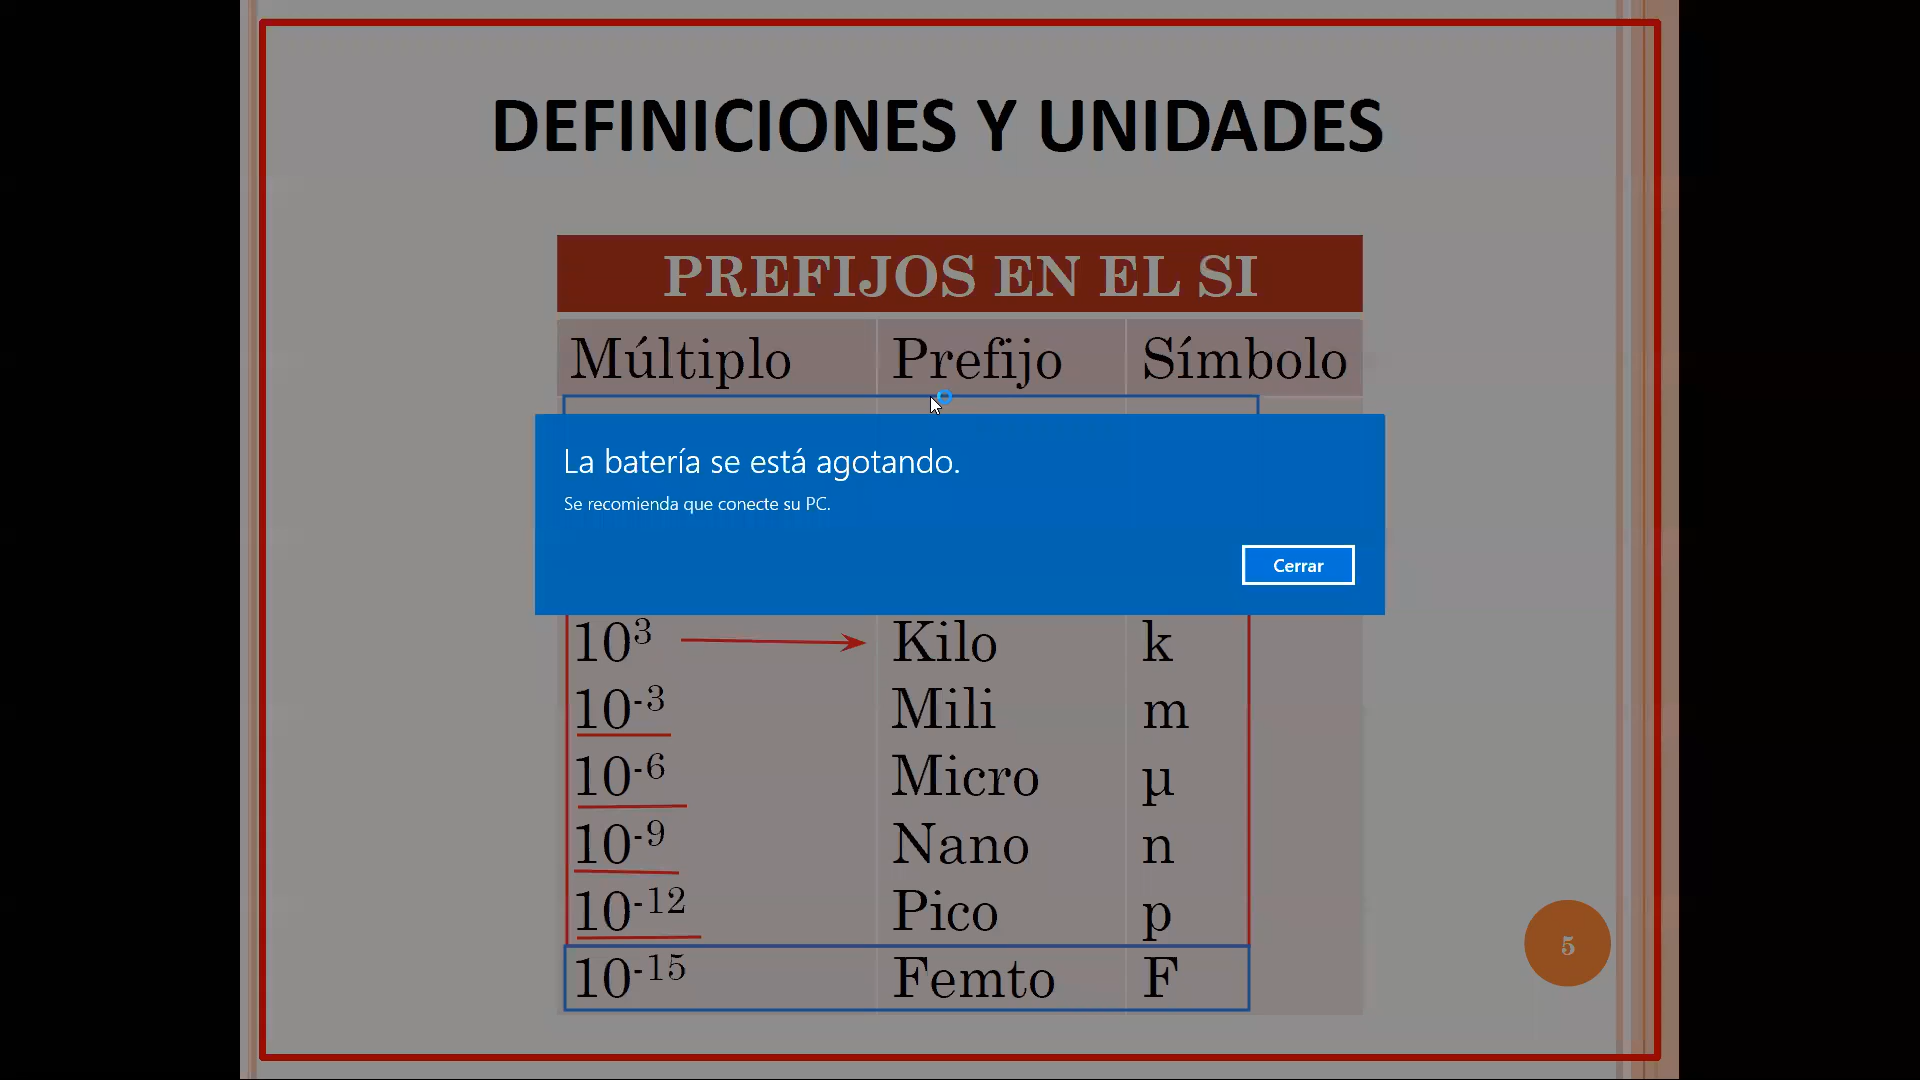 DEFINICIONES Y UNIDADES
PREFIJOS EN EL SI
Múltiplo Prefijo Símbolo
La batería se está agotando.
Se recomienda que conecte su PC.
Cerrar
10³ Kilo k
10⁻³ Mili m
10⁻⁶ Micro µ
10⁻⁹ Nano n
10⁻¹² Pico p
10⁻¹⁵ Femto F
5